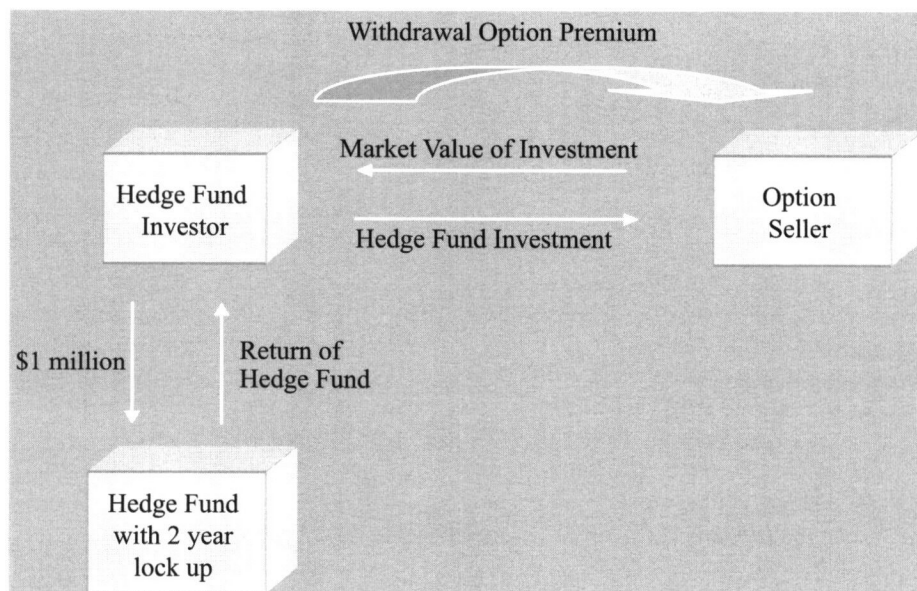 Withdrawal Option Premium
Market Value of Investment
Hedge Fund
Investor
Option
Seller
Hedge Fund Investment
$1 million
Return of
Hedge Fund
Hedge Fund
with 2 year
lock up